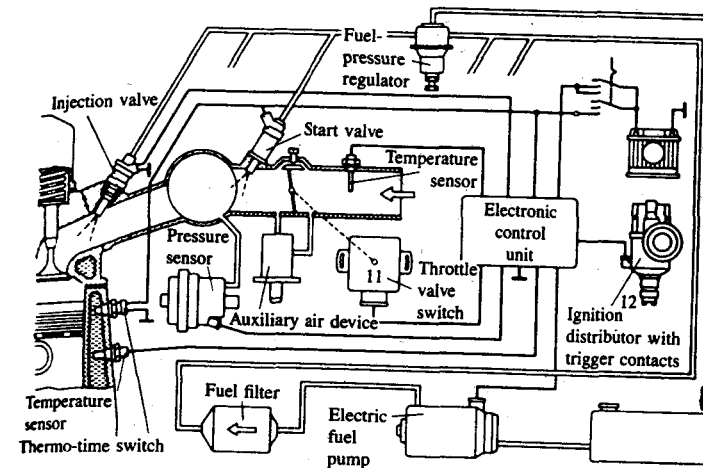 Fuel-
pressure
regulator
Injection valve
Start valve
Temperature
sensor
Electronic
control
unit
Pressure
sensor
11
Throttle
valve
switch
12
Auxiliary air device
Ignition
distributor with
trigger contacts
Temperature
sensor
Thermo-time switch
Fuel filter
Electric
fuel
pump